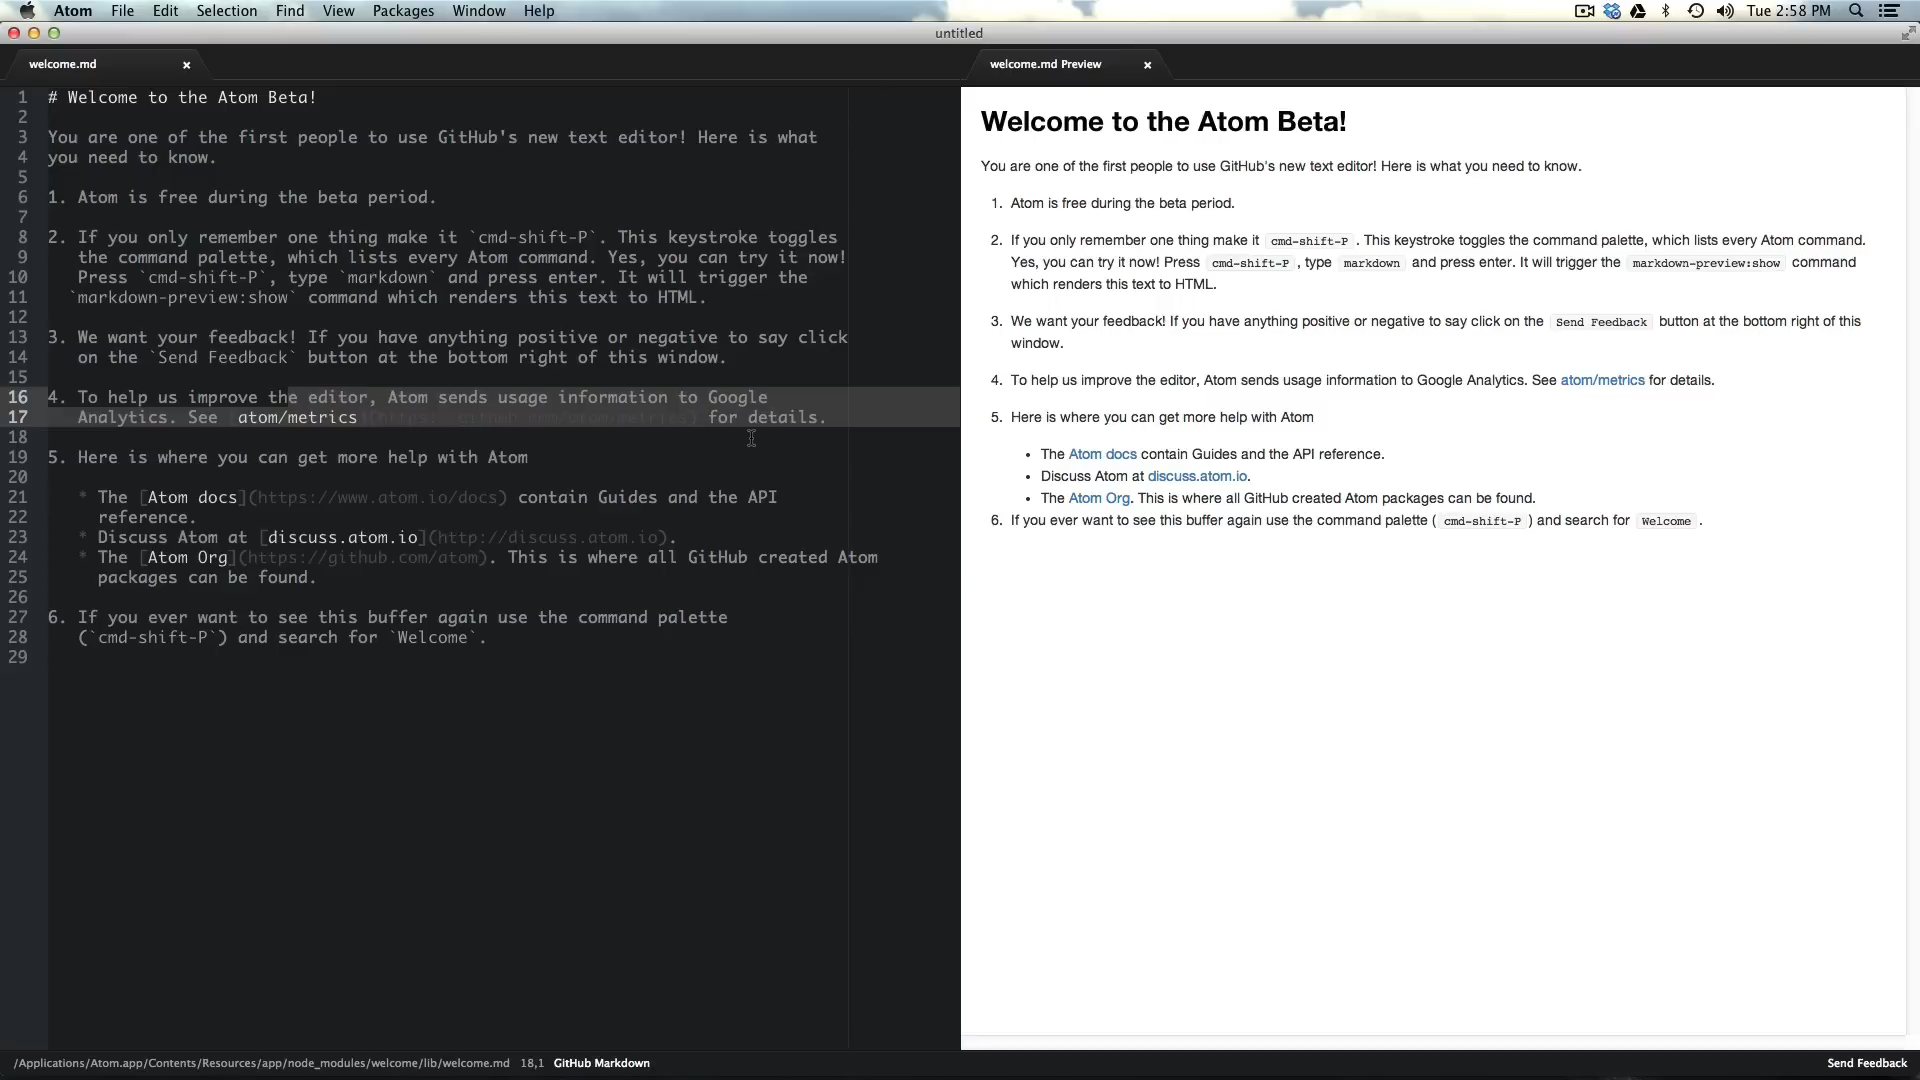 Atom File Edit Selection Find View Packages Window Help Tue 2:58 PM
untitled
welcome.md
welcome.md Preview
1 # Welcome to the Atom Beta!
2
3 You are one of the first people to use GitHub's new text editor! Here is what
4 you need to know.
5
6 1. Atom is free during the beta period.
7
8 2. If you only remember one thing make it `cmd-shift-P`. This keystroke toggles
9 the command palette, which lists every Atom command. Yes, you can try it now!
10 Press `cmd-shift-P`, type `markdown` and press enter. It will trigger the
11 `markdown-preview:show` command which renders this text to HTML.
12
13 3. We want your feedback! If you have anything positive or negative to say click
14 on the `Send Feedback` button at the bottom right of this window.
15
16 4. To help us improve the editor, Atom sends usage information to Google
17 Analytics. See [atom/metrics](https://github.com/atom/metrics) for details.
18
19 5. Here is where you can get more help with Atom
20
21 * The [Atom docs](https://www.atom.io/docs) contain Guides and the API
22 reference.
23 * Discuss Atom at [discuss.atom.io](http://discuss.atom.io).
24 * The [Atom Org](https://github.com/atom). This is where all GitHub created Atom
25 packages can be found.
26
27 6. If you ever want to see this buffer again use the command palette
28 (`cmd-shift-P`) and search for `Welcome`.
29
Welcome to the Atom Beta!
You are one of the first people to use GitHub's new text editor! Here is what you need to know.
1. Atom is free during the beta period.
2. If you only remember one thing make it cmd-shift-P . This keystroke toggles the command palette, which lists every Atom command.
Yes, you can try it now! Press cmd-shift-P , type markdown and press enter. It will trigger the markdown-preview:show command
which renders this text to HTML.
3. We want your feedback! If you have anything positive or negative to say click on the Send Feedback button at the bottom right of this
window.
4. To help us improve the editor, Atom sends usage information to Google Analytics. See atom/metrics for details.
5. Here is where you can get more help with Atom
• The Atom docs contain Guides and the API reference.
• Discuss Atom at discuss.atom.io.
• The Atom Org. This is where all GitHub created Atom packages can be found.
6. If you ever want to see this buffer again use the command palette ( cmd-shift-P ) and search for Welcome .
/Applications/Atom.app/Contents/Resources/app/node_modules/welcome/lib/welcome.md 18,1 GitHub Markdown
Send Feedback